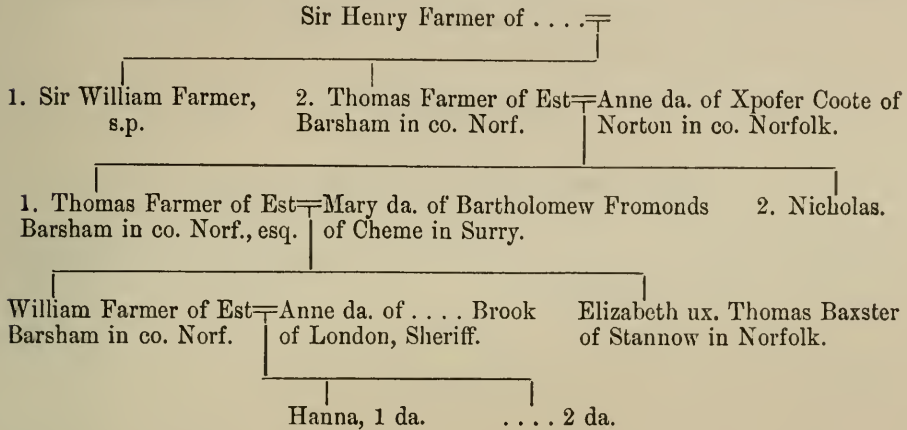 Sir Henry Farmer of . . . .
1. Sir William Farmer,
s.p.
2. Thomas Farmer of Est
Barsham in co. Norf.
Anne da. of Xpofer Coote of
Norton in co. Norfolk.
1. Thomas Farmer of Est
Barsham in co. Norf., esq.
Mary da. of Bartholomew Fromonds
of Cheme in Surry.
2. Nicholas.
William Farmer of Est
Barsham in co. Norf.
Anne da. of . . . . Brook
of London, Sheriff.
Elizabeth ux. Thomas Baxster
of Stannow in Norfolk.
Hanna, 1 da.
. . . . 2 da.